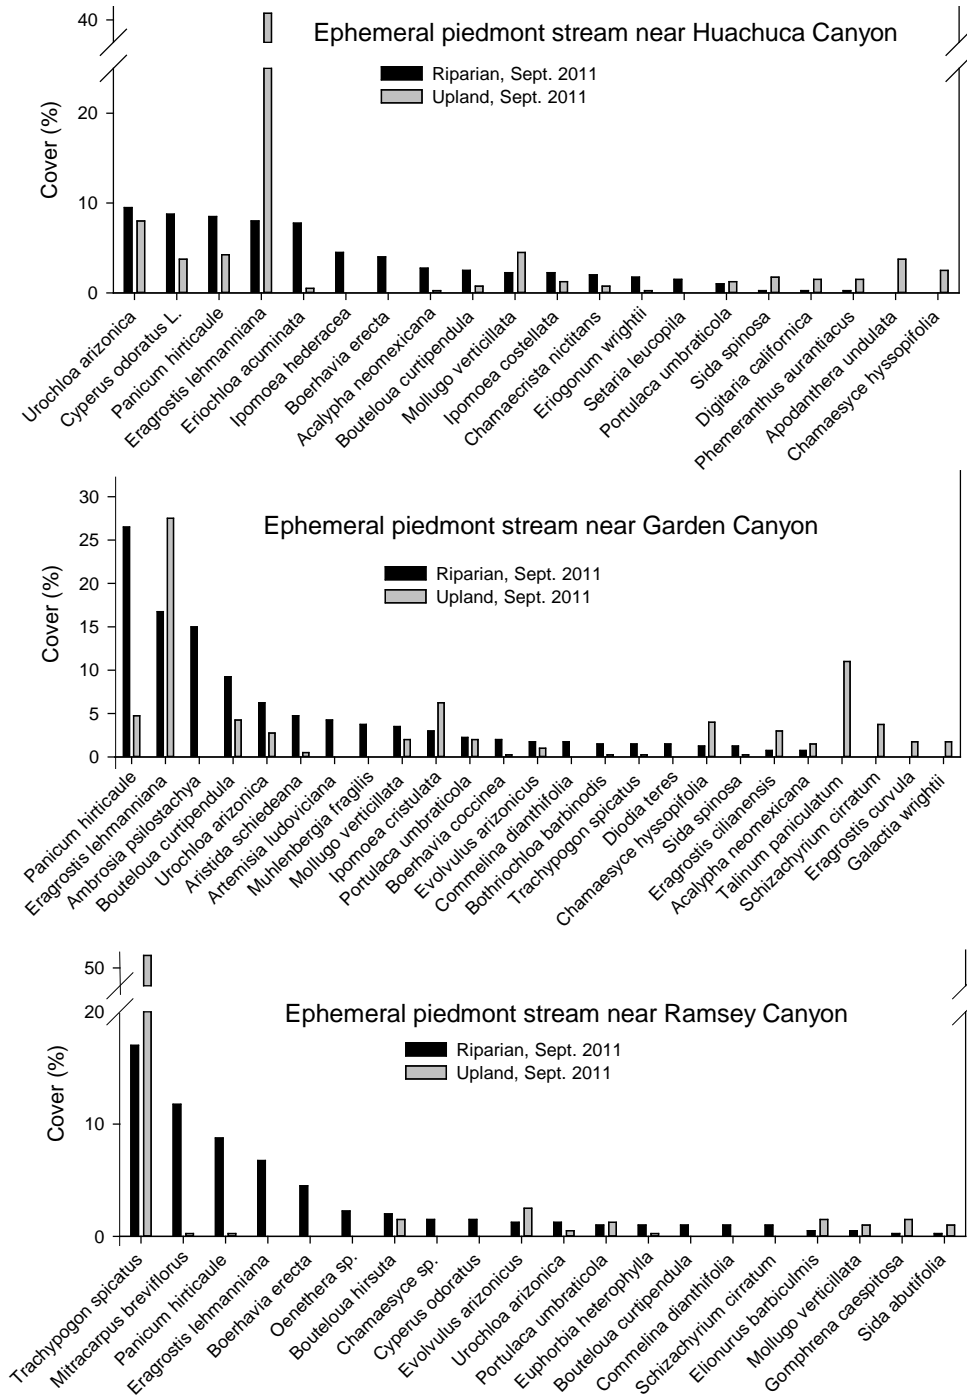 Ephemeral piedmont stream near Huachuca Canyon
Riparian, Sept. 2011
Upland, Sept. 2011
Cover (%)
40
20
10
0
Urochloa arizonica
Cyperus odoratus L.
Panicum hirticaule
Eragrostis lehmanniana
Eriochloa acuminata
Ipomoea hederacea
Boerhavia erecta
Acalypha neomexicana
Bouteloua curtipendula
Mollugo verticillata
Ipomoea costellata
Chamaecrista nictitans
Eriogonum wrightii
Setaria leucopila
Portulaca umbraticola
Sida spinosa
Digitaria californica
Phemeranthus aurantiacus
Apodanthera undulata
Chamaesyce hyssopifolia
Ephemeral piedmont stream near Garden Canyon
Riparian, Sept. 2011
Upland, Sept. 2011
Cover (%)
30
25
20
15
10
5
0
Panicum hirticaule
Eragrostis lehmanniana
Ambrosia psilostachya
Bouteloua curtipendula
Urochloa arizonica
Aristida schiedeana
Artemisia ludoviciana
Muhlenbergia fragilis
Mollugo verticillata
Ipomoea cristulata
Portulaca umbraticola
Boerhavia coccinea
Evolvulus arizonicus
Commelina dianthifolia
Bothriochloa barbinodis
Trachypogon spicatus
Diodia teres
Chamaesyce hyssopifolia
Sida spinosa
Eragrostis cilianensis
Acalypha neomexicana
Talinum paniculatum
Schizachyrium cirratum
Eragrostis curvula
Galactia wrightii
Ephemeral piedmont stream near Ramsey Canyon
Riparian, Sept. 2011
Upland, Sept. 2011
Cover (%)
50
20
10
0
Trachypogon spicatus
Mitracarpus breviflorus
Panicum hirticaule
Eragrostis lehmanniana
Boerhavia erecta
Oenethera sp.
Bouteloua hirsuta
Chamaesyce sp.
Cyperus odoratus
Evolvulus arizonicus
Urochloa arizonica
Portulaca umbraticola
Euphorbia heterophylla
Bouteloua curtipendula
Commelina dianthifolia
Schizachyrium cirratum
Elionurus barbiculmis
Mollugo verticillata
Gomphrena caespitosa
Sida abutifolia